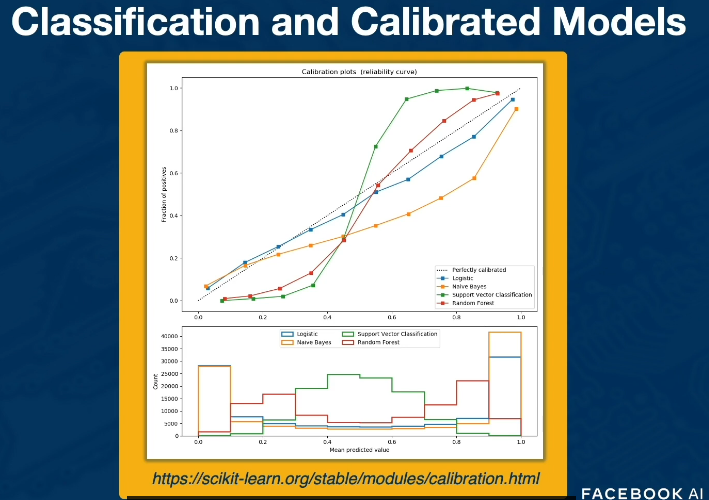 Classification and Calibrated Models
Calibration plots (reliability curve)
1.0
0.8
0.6
0.4
0.2
0.0
Fraction of positives
Perfectly calibrated
Logistic
Naive Bayes
Support Vector Classification
Random Forest
0.0 0.2 0.4 0.6 0.8 1.0
Logistic
Naive Bayes
Support Vector Classification
Random Forest
40000
35000
30000
25000
20000
15000
10000
5000
0
Count
0.0 0.2 0.4 0.6 0.8 1.0
Mean predicted value
https://scikit-learn.org/stable/modules/calibration.html
FACEBOOK AI